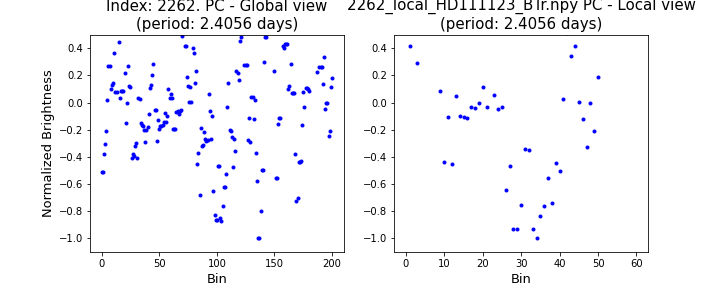 Index: 2262. PC - Global view
(period: 2.4056 days)
2262_local_HD111123_BTr.npy PC - Local view
(period: 2.4056 days)
Normalized Brightness
0.4
0.2
0.0
−0.2
−0.4
−0.6
−0.8
−1.0
0 50 100 150 200
Bin
0.4
0.2
0.0
−0.2
−0.4
−0.6
−0.8
−1.0
0 10 20 30 40 50 60
Bin